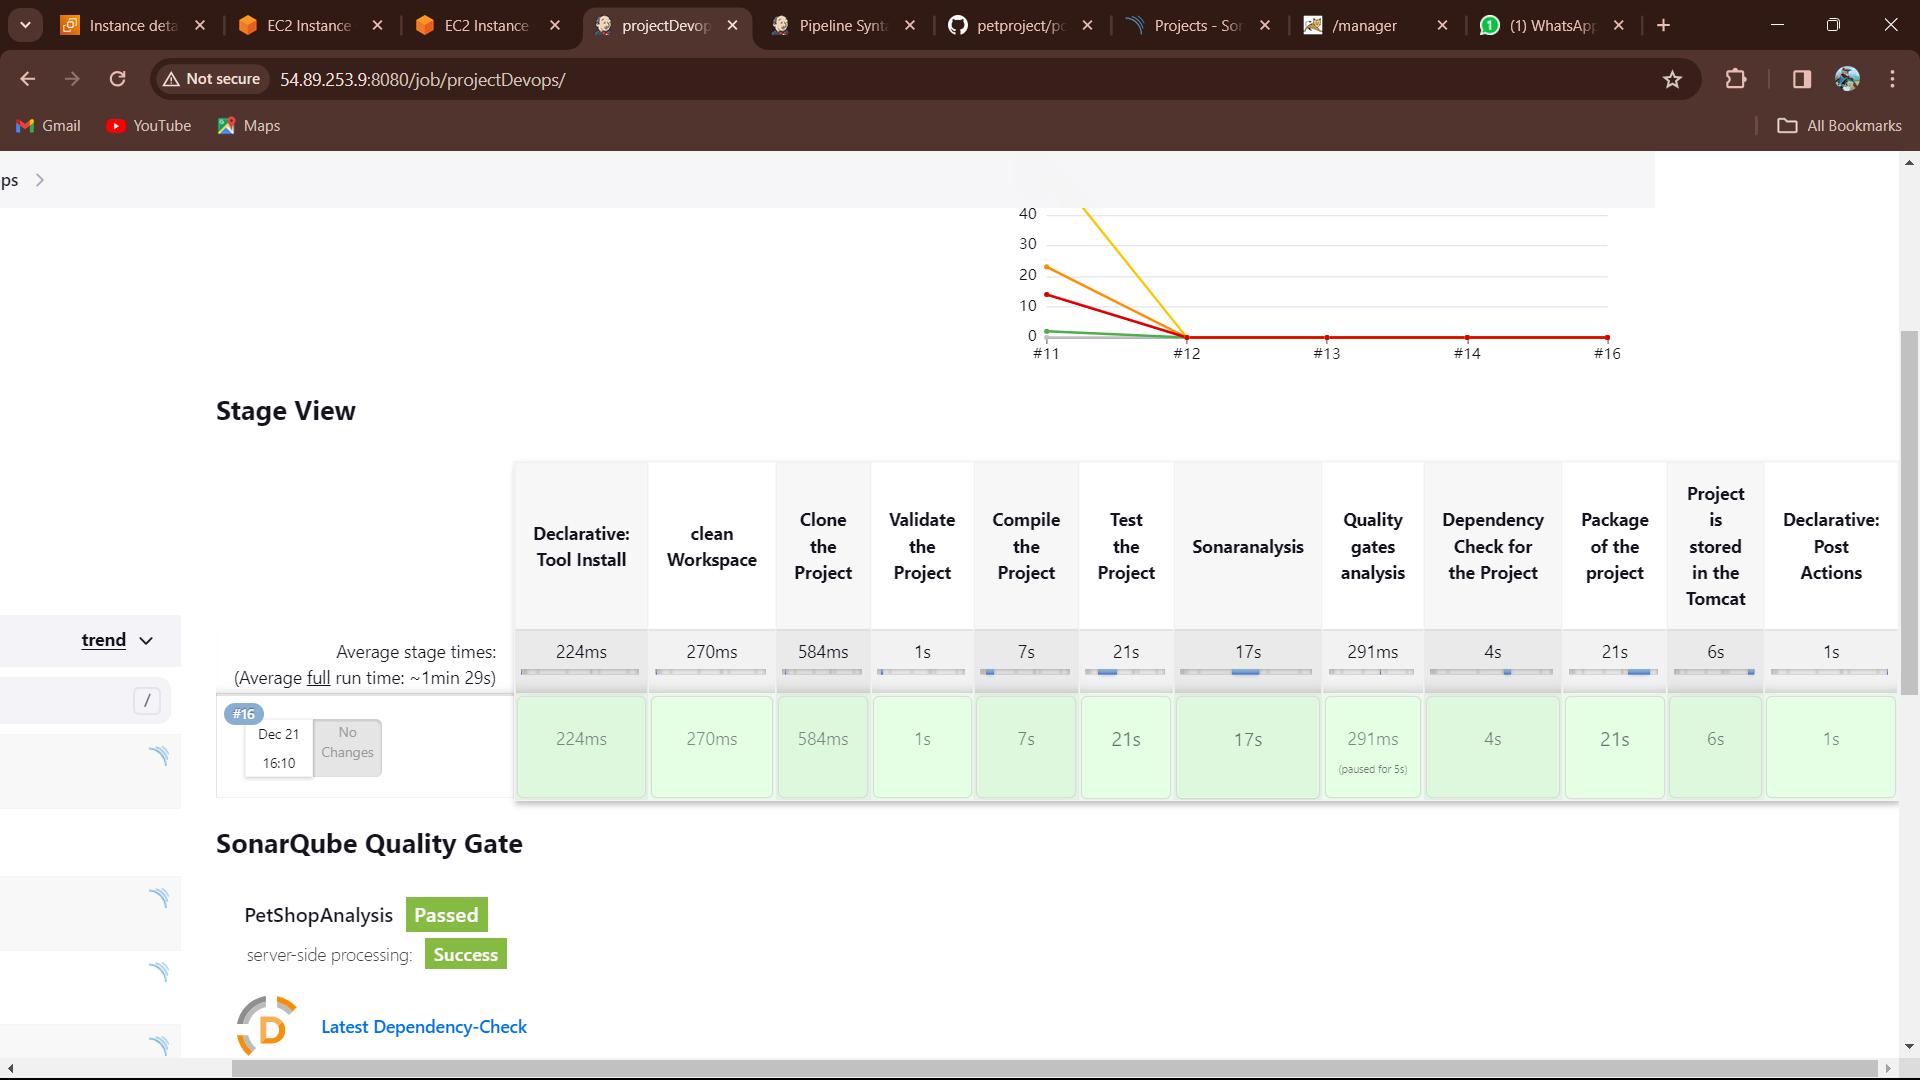 Instance deta
EC2 Instance
EC2 Instance
projectDevop
Pipeline Synta
petproject/pe
Projects - Son
/manager
(1) WhatsApp
Not secure
54.89.253.9:8080/job/projectDevops/
Gmail
YouTube
Maps
All Bookmarks
ps
40
30
20
10
0
#11
#12
#13
#14
#16
Stage View
Declarative:
Tool Install
clean
Workspace
Clone
the
Project
Validate
the
Project
Compile
the
Project
Test
the
Project
Sonaranalysis
Quality
gates
analysis
Dependency
Check for
the Project
Package
of the
project
Project
is
stored
in the
Tomcat
Declarative:
Post
Actions
trend
/
Average stage times:
(Average full run time: ~1min 29s)
224ms
270ms
584ms
1s
7s
21s
17s
291ms
4s
21s
6s
1s
#16
Dec 21
16:10
No
Changes
224ms
270ms
584ms
1s
7s
21s
17s
291ms
(paused for 5s)
4s
21s
6s
1s
SonarQube Quality Gate
PetShopAnalysis
Passed
server-side processing:
Success
D
Latest Dependency-Check